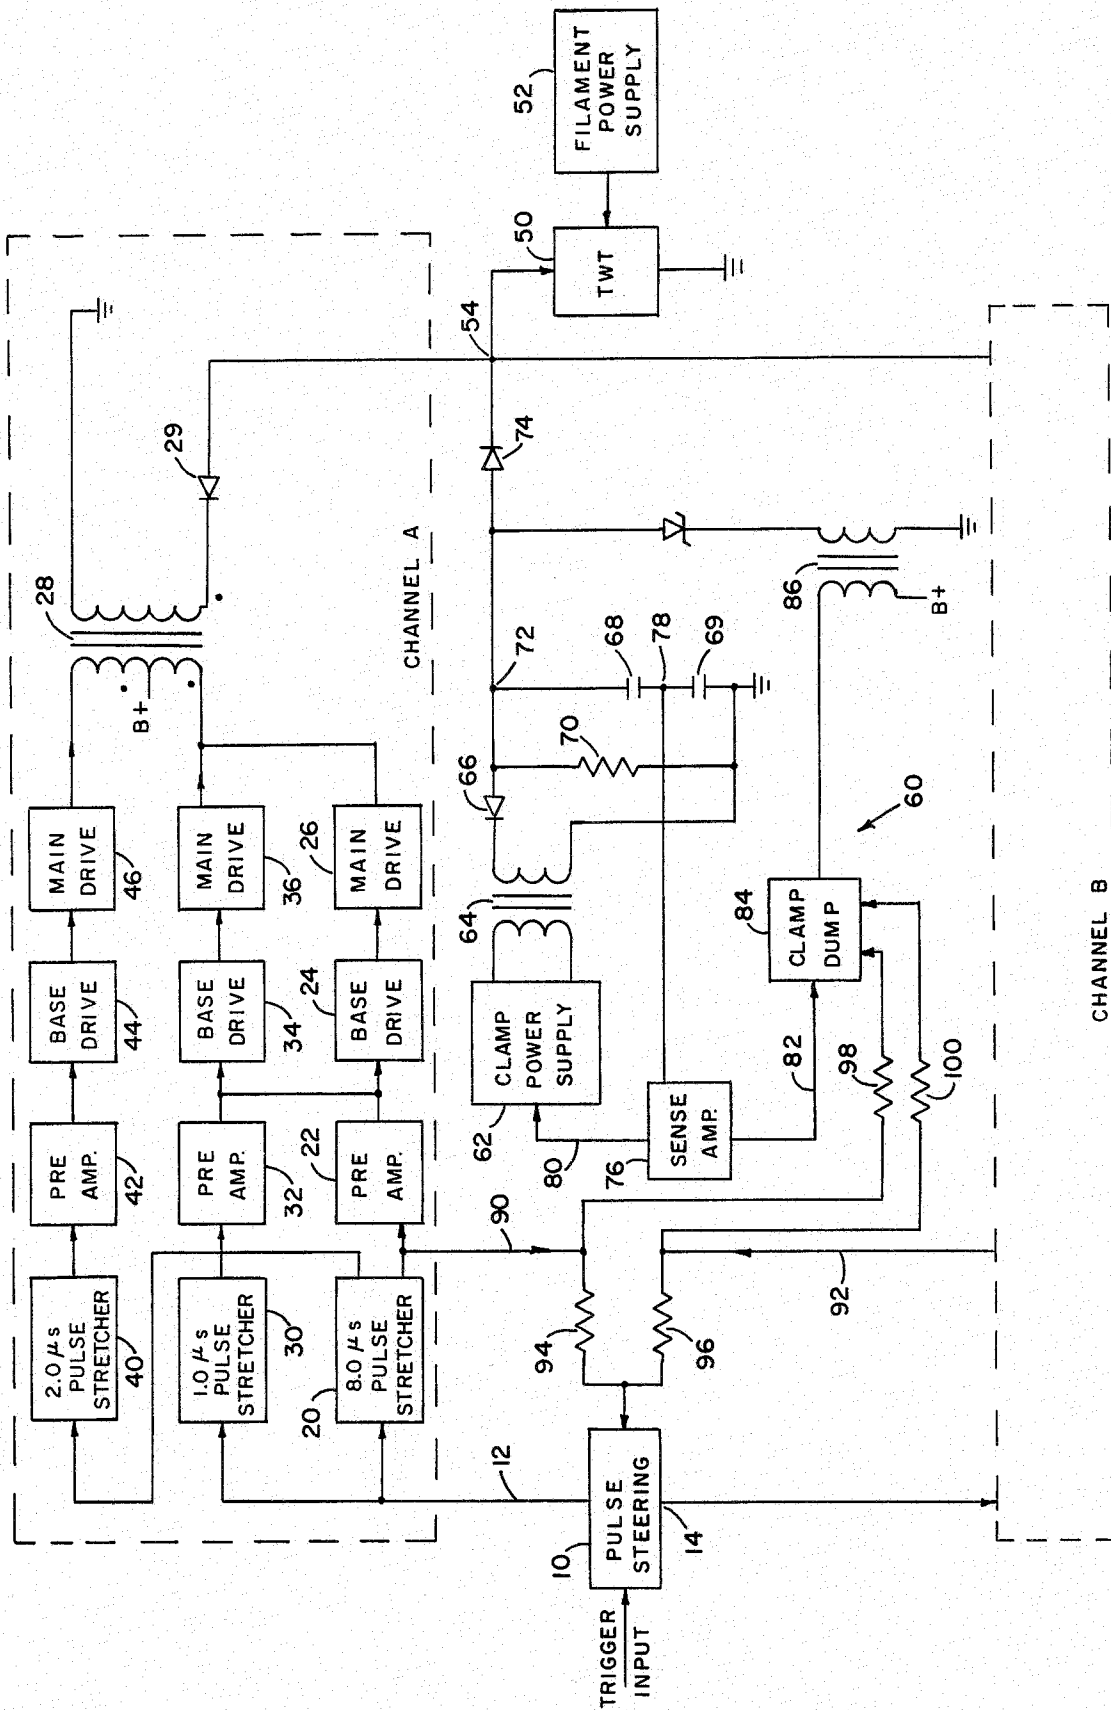 2.0 µs
PULSE
STRETCHER
40
PRE
AMP.
42
BASE
DRIVE
44
MAIN
DRIVE
46
28
B+
1.0 µs
PULSE
STRETCHER
30
PRE
AMP.
32
BASE
DRIVE
34
MAIN
DRIVE
36
29
20
8.0 µs
PULSE
STRETCHER
22
PRE
AMP.
24
BASE
DRIVE
26
MAIN
DRIVE
CHANNEL A
12
90
62
CLAMP
POWER
SUPPLY
64
66
70
72
74
54
50
TWT
52
FILAMENT
POWER
SUPPLY
TRIGGER
INPUT
10
PULSE
STEERING
14
94
96
80
76
SENSE
AMP.
68
78
69
82
84
CLAMP
DUMP
86
B+
60
92
98
100
CHANNEL B